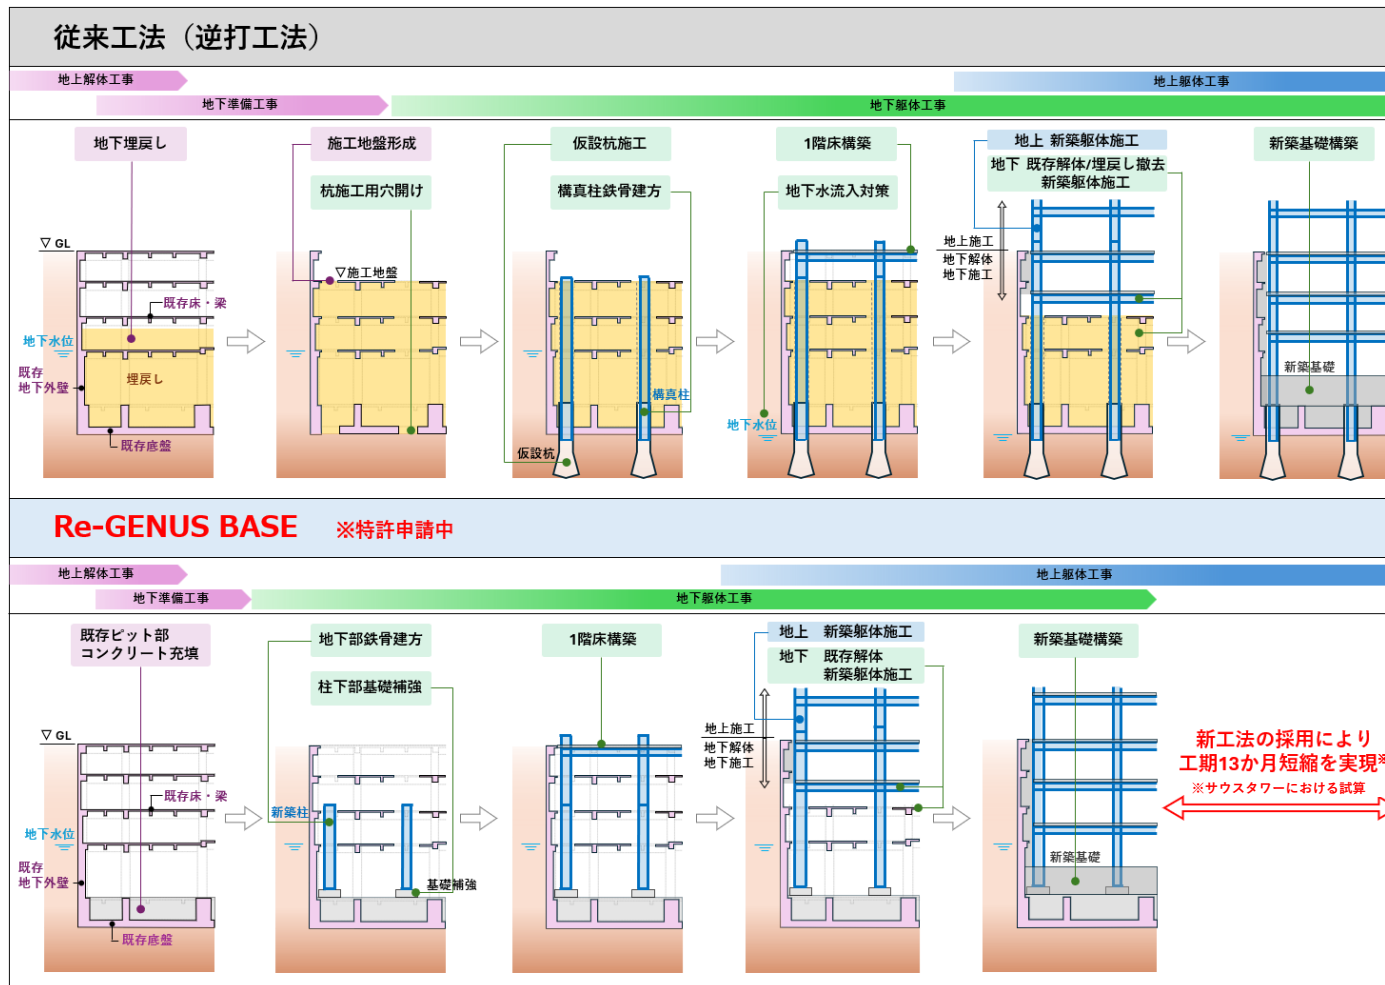 従来工法（逆打工法）
地上解体工事
地上躯体工事
地下準備工事
地下躯体工事
地下埋戻し
施工地盤形成
仮設杭施工
1階床構築
地上 新築躯体施工
新築基礎構築
地下 既存解体/埋戻し撤去
新築躯体施工
杭施工用穴開け
構真柱鉄骨建方
地下水流入対策
▽ GL
地上施工
地下解体
地下施工
▽施工地盤
既存床・梁
地下水位
既存
地下外壁
埋戻し
新築基礎
構真柱
地下水位
既存底盤
仮設杭
Re-GENUS BASE ※特許申請中
地上解体工事
地上躯体工事
地下準備工事
地下躯体工事
既存ピット部
コンクリート充填
地下部鉄骨建方
1階床構築
地上 新築躯体施工
地下 既存解体
新築躯体施工
新築基礎構築
柱下部基礎補強
▽ GL
地上施工
地下解体
地下施工
新工法の採用により
工期13か月短縮を実現※
※サウスタワーにおける試算
既存床・梁
新築柱
地下水位
既存
地下外壁
基礎補強
新築基礎
既存底盤